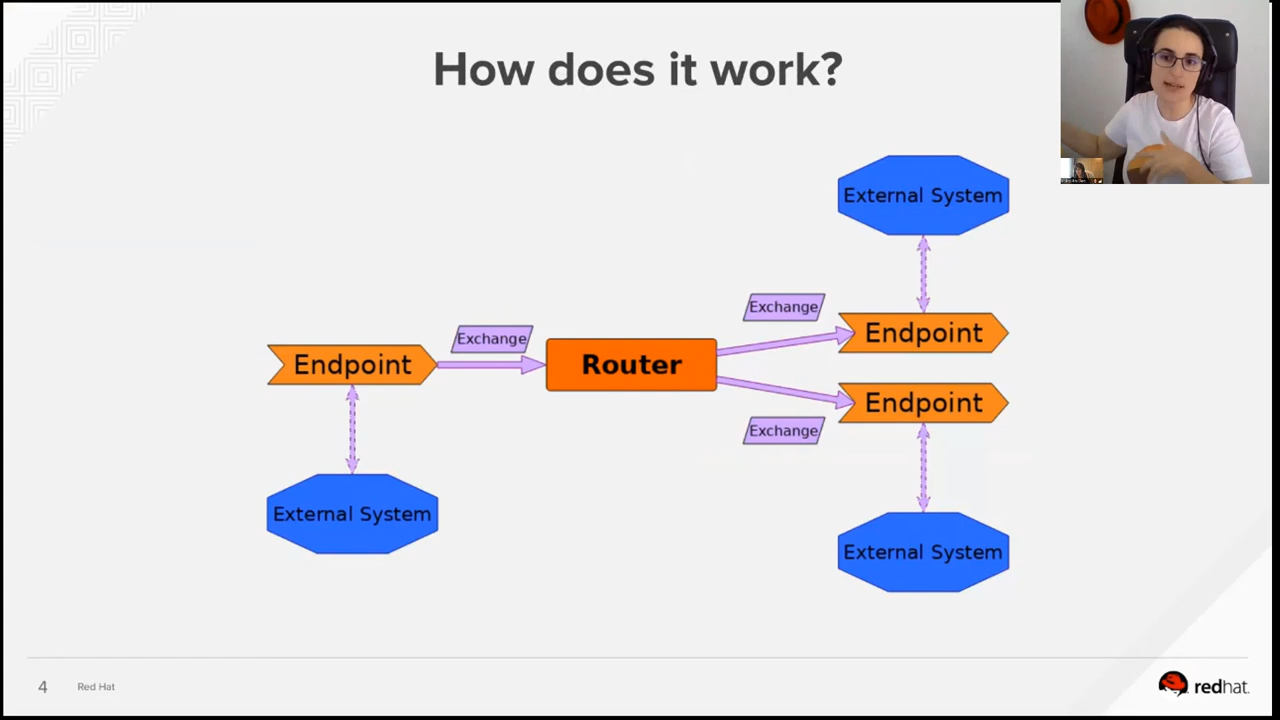 How does it work?
External System
Exchange
Endpoint
Exchange
Endpoint
Router
Endpoint
Exchange
External System
External System
4
Red Hat
redhat.